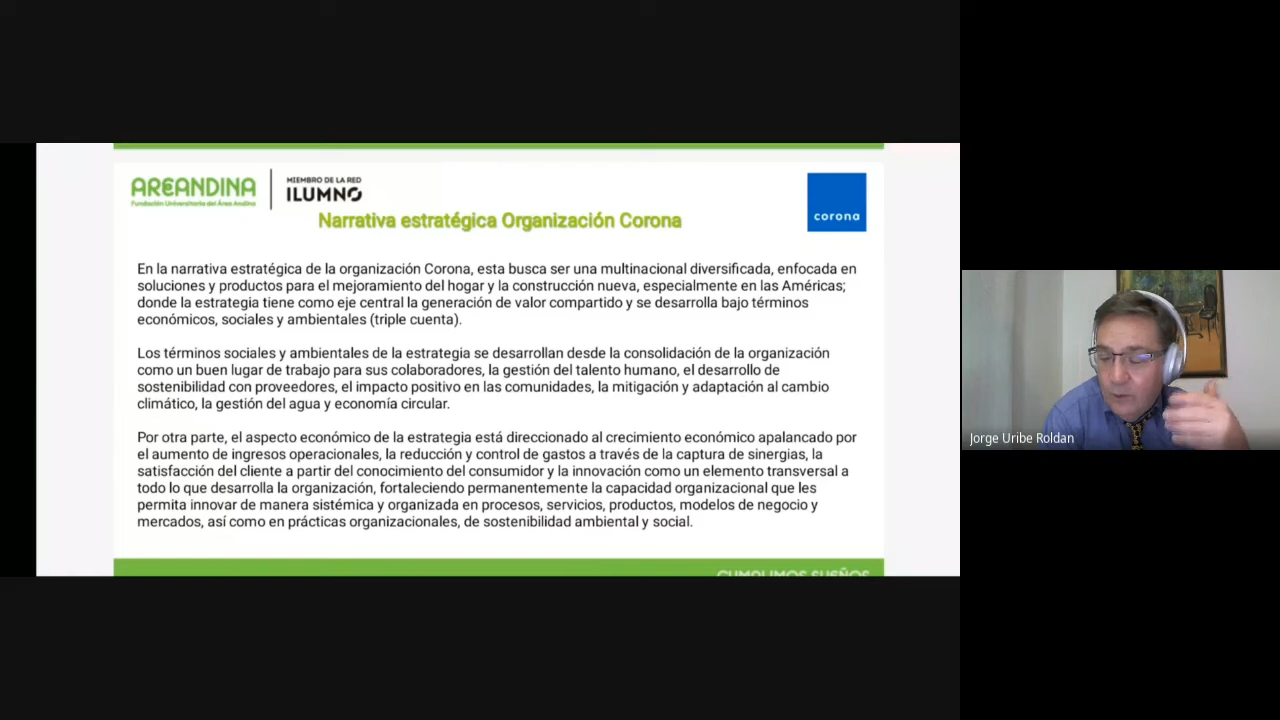 AREANDINA
Fundación Universitaria del Área Andina
MIEMBRO DE LA RED
ILUMNO
corona
Narrativa estratégica Organización Corona
En la narrativa estratégica de la organización Corona, esta busca ser una multinacional diversificada, enfocada en
soluciones y productos para el mejoramiento del hogar y la construcción nueva, especialmente en las Américas;
donde la estrategia tiene como eje central la generación de valor compartido y se desarrolla bajo términos
económicos, sociales y ambientales (triple cuenta).
Los términos sociales y ambientales de la estrategia se desarrollan desde la consolidación de la organización
como un buen lugar de trabajo para sus colaboradores, la gestión del talento humano, el desarrollo de
sostenibilidad con proveedores, el impacto positivo en las comunidades, la mitigación y adaptación al cambio
climático, la gestión del agua y economía circular.
Por otra parte, el aspecto económico de la estrategia está direccionado al crecimiento económico apalancado por
el aumento de ingresos operacionales, la reducción y control de gastos a través de la captura de sinergias, la
satisfacción del cliente a partir del conocimiento del consumidor y la innovación como un elemento transversal a
todo lo que desarrolla la organización, fortaleciendo permanentemente la capacidad organizacional que les
permita innovar de manera sistémica y organizada en procesos, servicios, productos, modelos de negocio y
mercados, así como en prácticas organizacionales, de sostenibilidad ambiental y social.
CUMPLIMOS SUEÑOS
Jorge Uribe Roldan